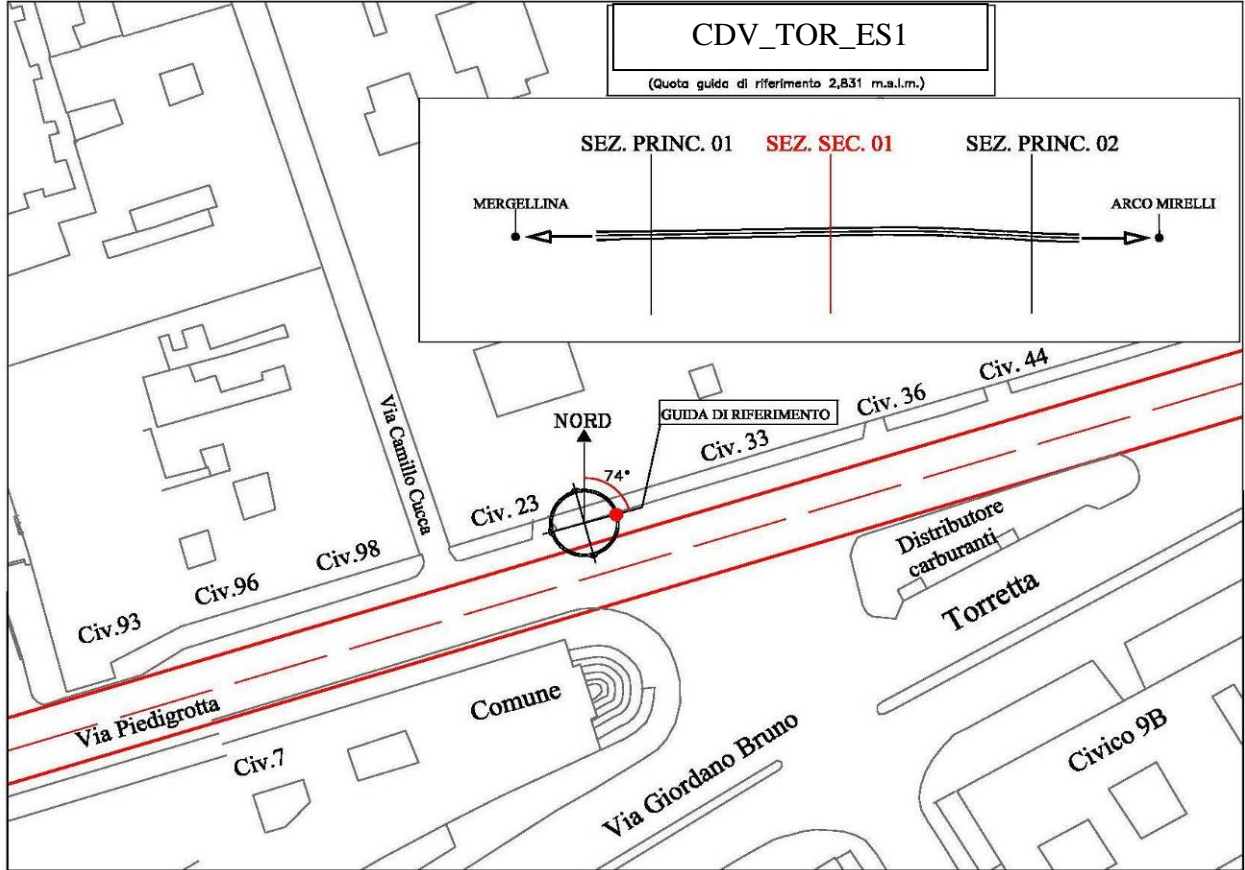 CDV_TOR_ES1
(Quota guida di riferimento 2,831 m.s.l.m.)
SEZ. PRINC. 01
SEZ. SEC. 01
SEZ. PRINC. 02
MERGELLINA
ARCO MIRELLI
Civ. 44
Civ. 36
Via Camillo Cucca
NORD
GUIDA DI RIFERIMENTO
Civ. 33
74°
Civ. 23
Distributore
carburanti
Civ.98
Civ.96
Civ.93
Torretta
Comune
Via Piedigrotta
Civ.7
Via Giordano Bruno
Civico 9B